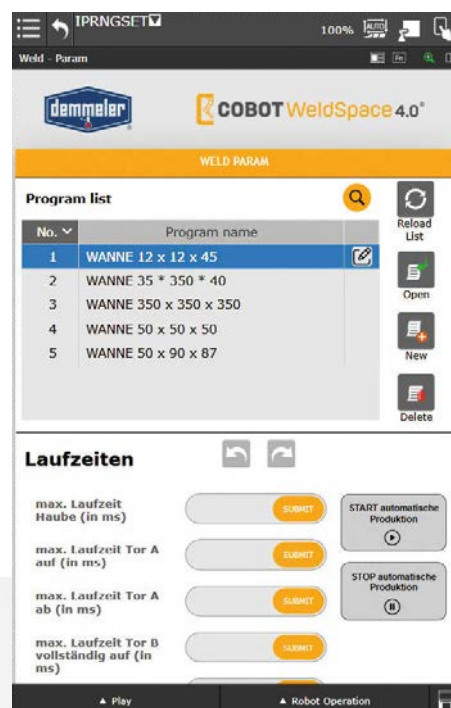 IPRNGSET
100%
AUTO
Weld - Param
Fn
demmeler
COBOT WeldSpace 4.0®
WELD PARAM
Program list
Reload
List
No. Program name
1 WANNE 12 x 12 x 45
2 WANNE 35 * 350 * 40
3 WANNE 350 x 350 x 350
4 WANNE 50 x 50 x 50
5 WANNE 50 x 90 x 87
Open
New
Delete
Laufzeiten
max. Laufzeit
Haube (in ms)
SUBMIT
START automatische
Produktion
max. Laufzeit Tor A
auf (in ms)
SUBMIT
STOP automatische
Produktion
max. Laufzeit Tor A
ab (in ms)
SUBMIT
max. Laufzeit Tor B
vollständig auf (in
ms)
SUBMIT
Play
Robot Operation